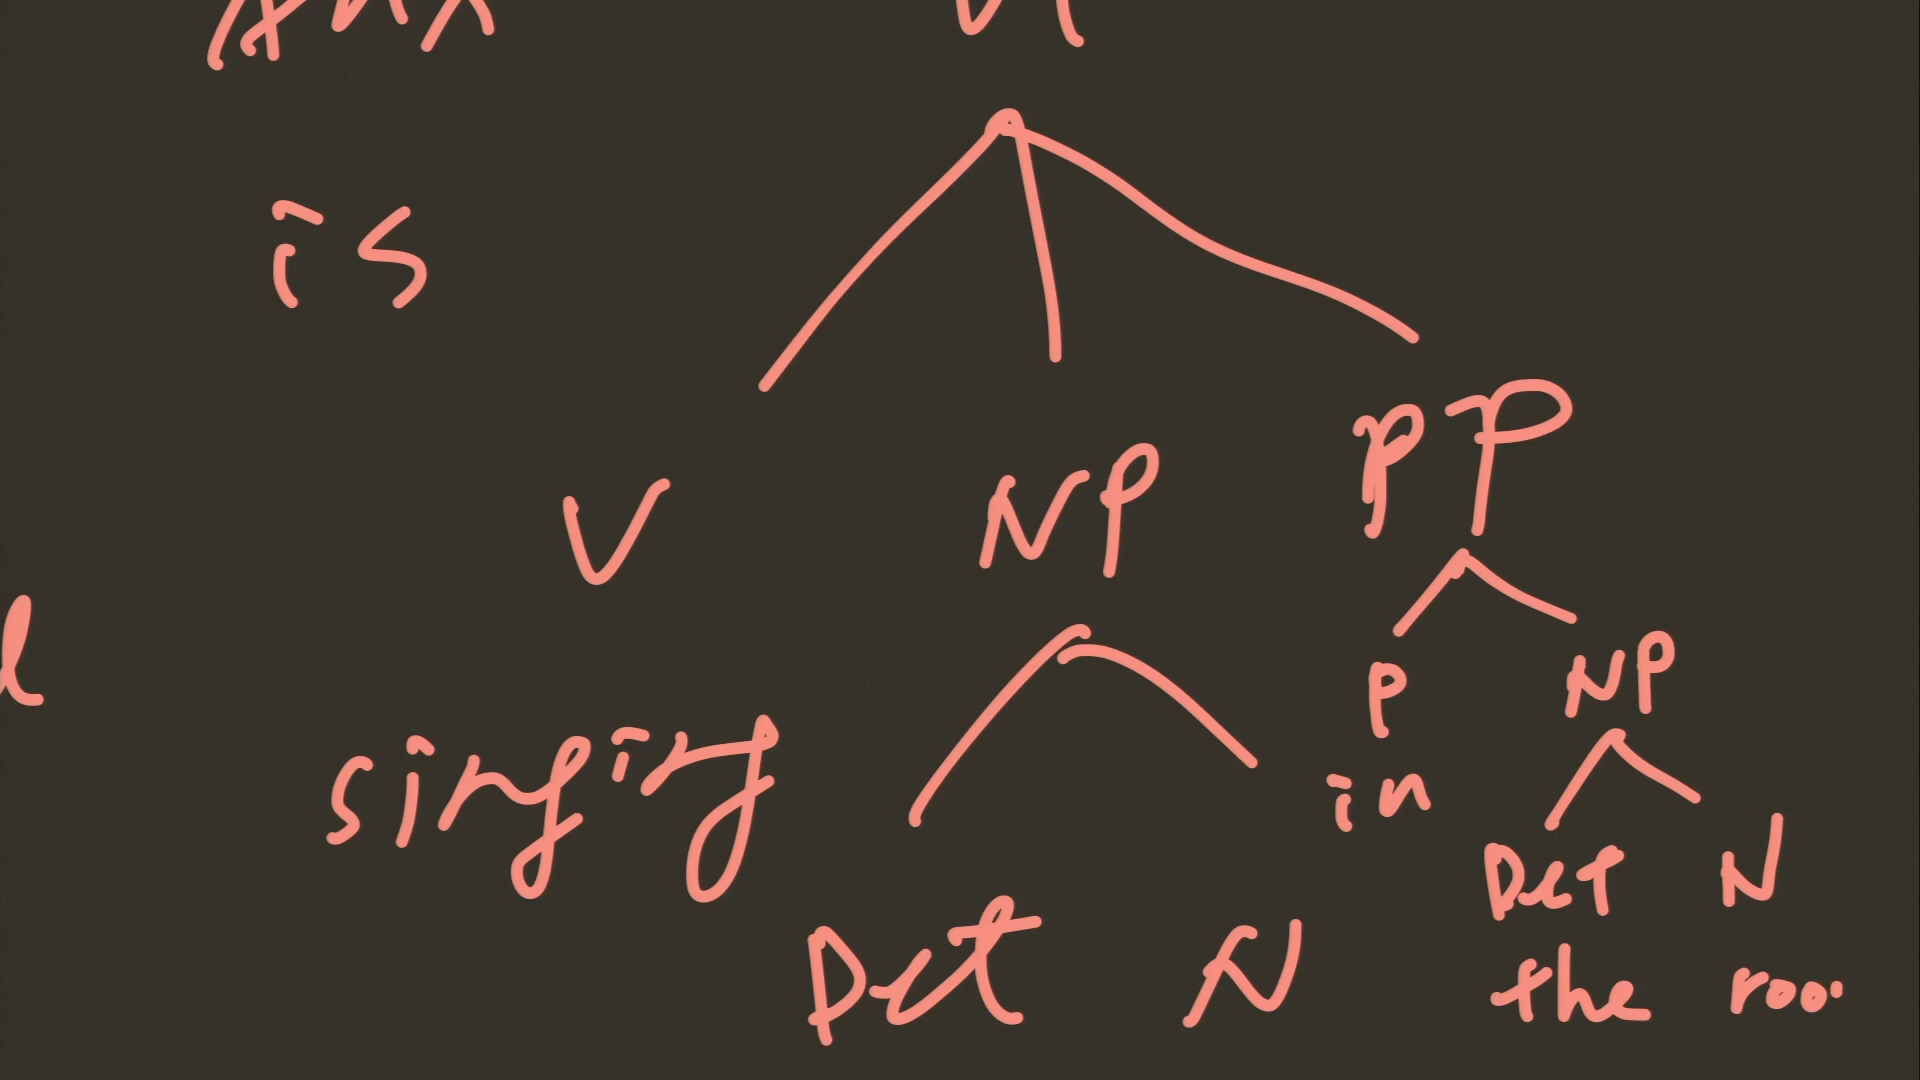 is
V NP PP
P NP
singing in
Det N Det N
the